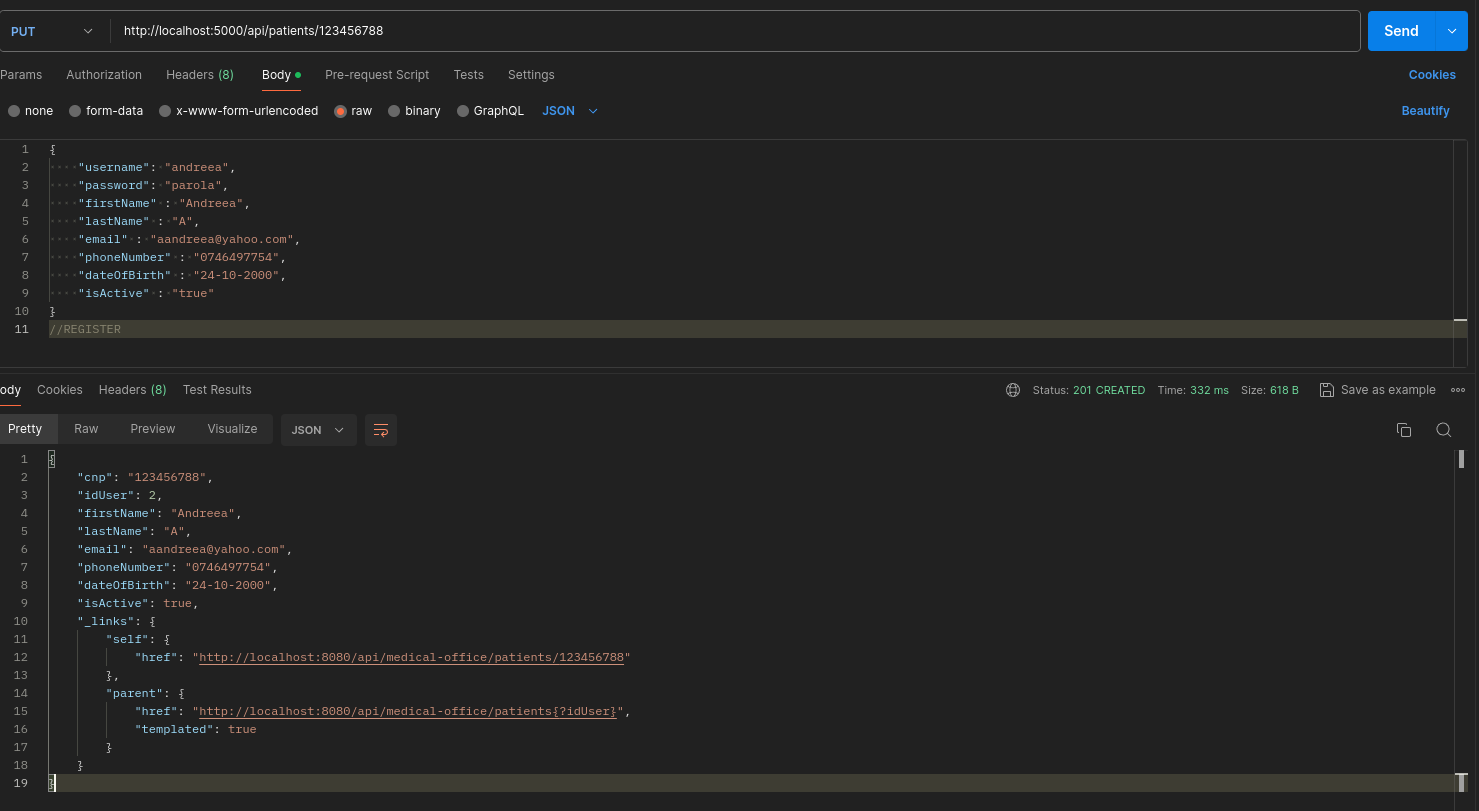 PUT http://localhost:5000/api/patients/123456788 Send
Params Authorization Headers (8) Body Pre-request Script Tests Settings Cookies
none form-data x-www-form-urlencoded raw binary GraphQL JSON Beautify
1 {
2 "username": "andreea",
3 "password": "parola",
4 "firstName" : "Andreea",
5 "lastName" : "A",
6 "email" : "aandreea@yahoo.com",
7 "phoneNumber" : "0746497754",
8 "dateOfBirth" : "24-10-2000",
9 "isActive" : "true"
10 }
11 //REGISTER
ody Cookies Headers (8) Test Results Status: 201 CREATED Time: 332 ms Size: 618 B Save as example
Pretty Raw Preview Visualize JSON
1 {
2 "cnp": "123456788",
3 "idUser": 2,
4 "firstName": "Andreea",
5 "lastName": "A",
6 "email": "aandreea@yahoo.com",
7 "phoneNumber": "0746497754",
8 "dateOfBirth": "24-10-2000",
9 "isActive": true,
10 "_links": {
11 "self": {
12 "href": "http://localhost:8080/api/medical-office/patients/123456788"
13 },
14 "parent": {
15 "href": "http://localhost:8080/api/medical-office/patients{?idUser}",
16 "templated": true
17 }
18 }
19 }